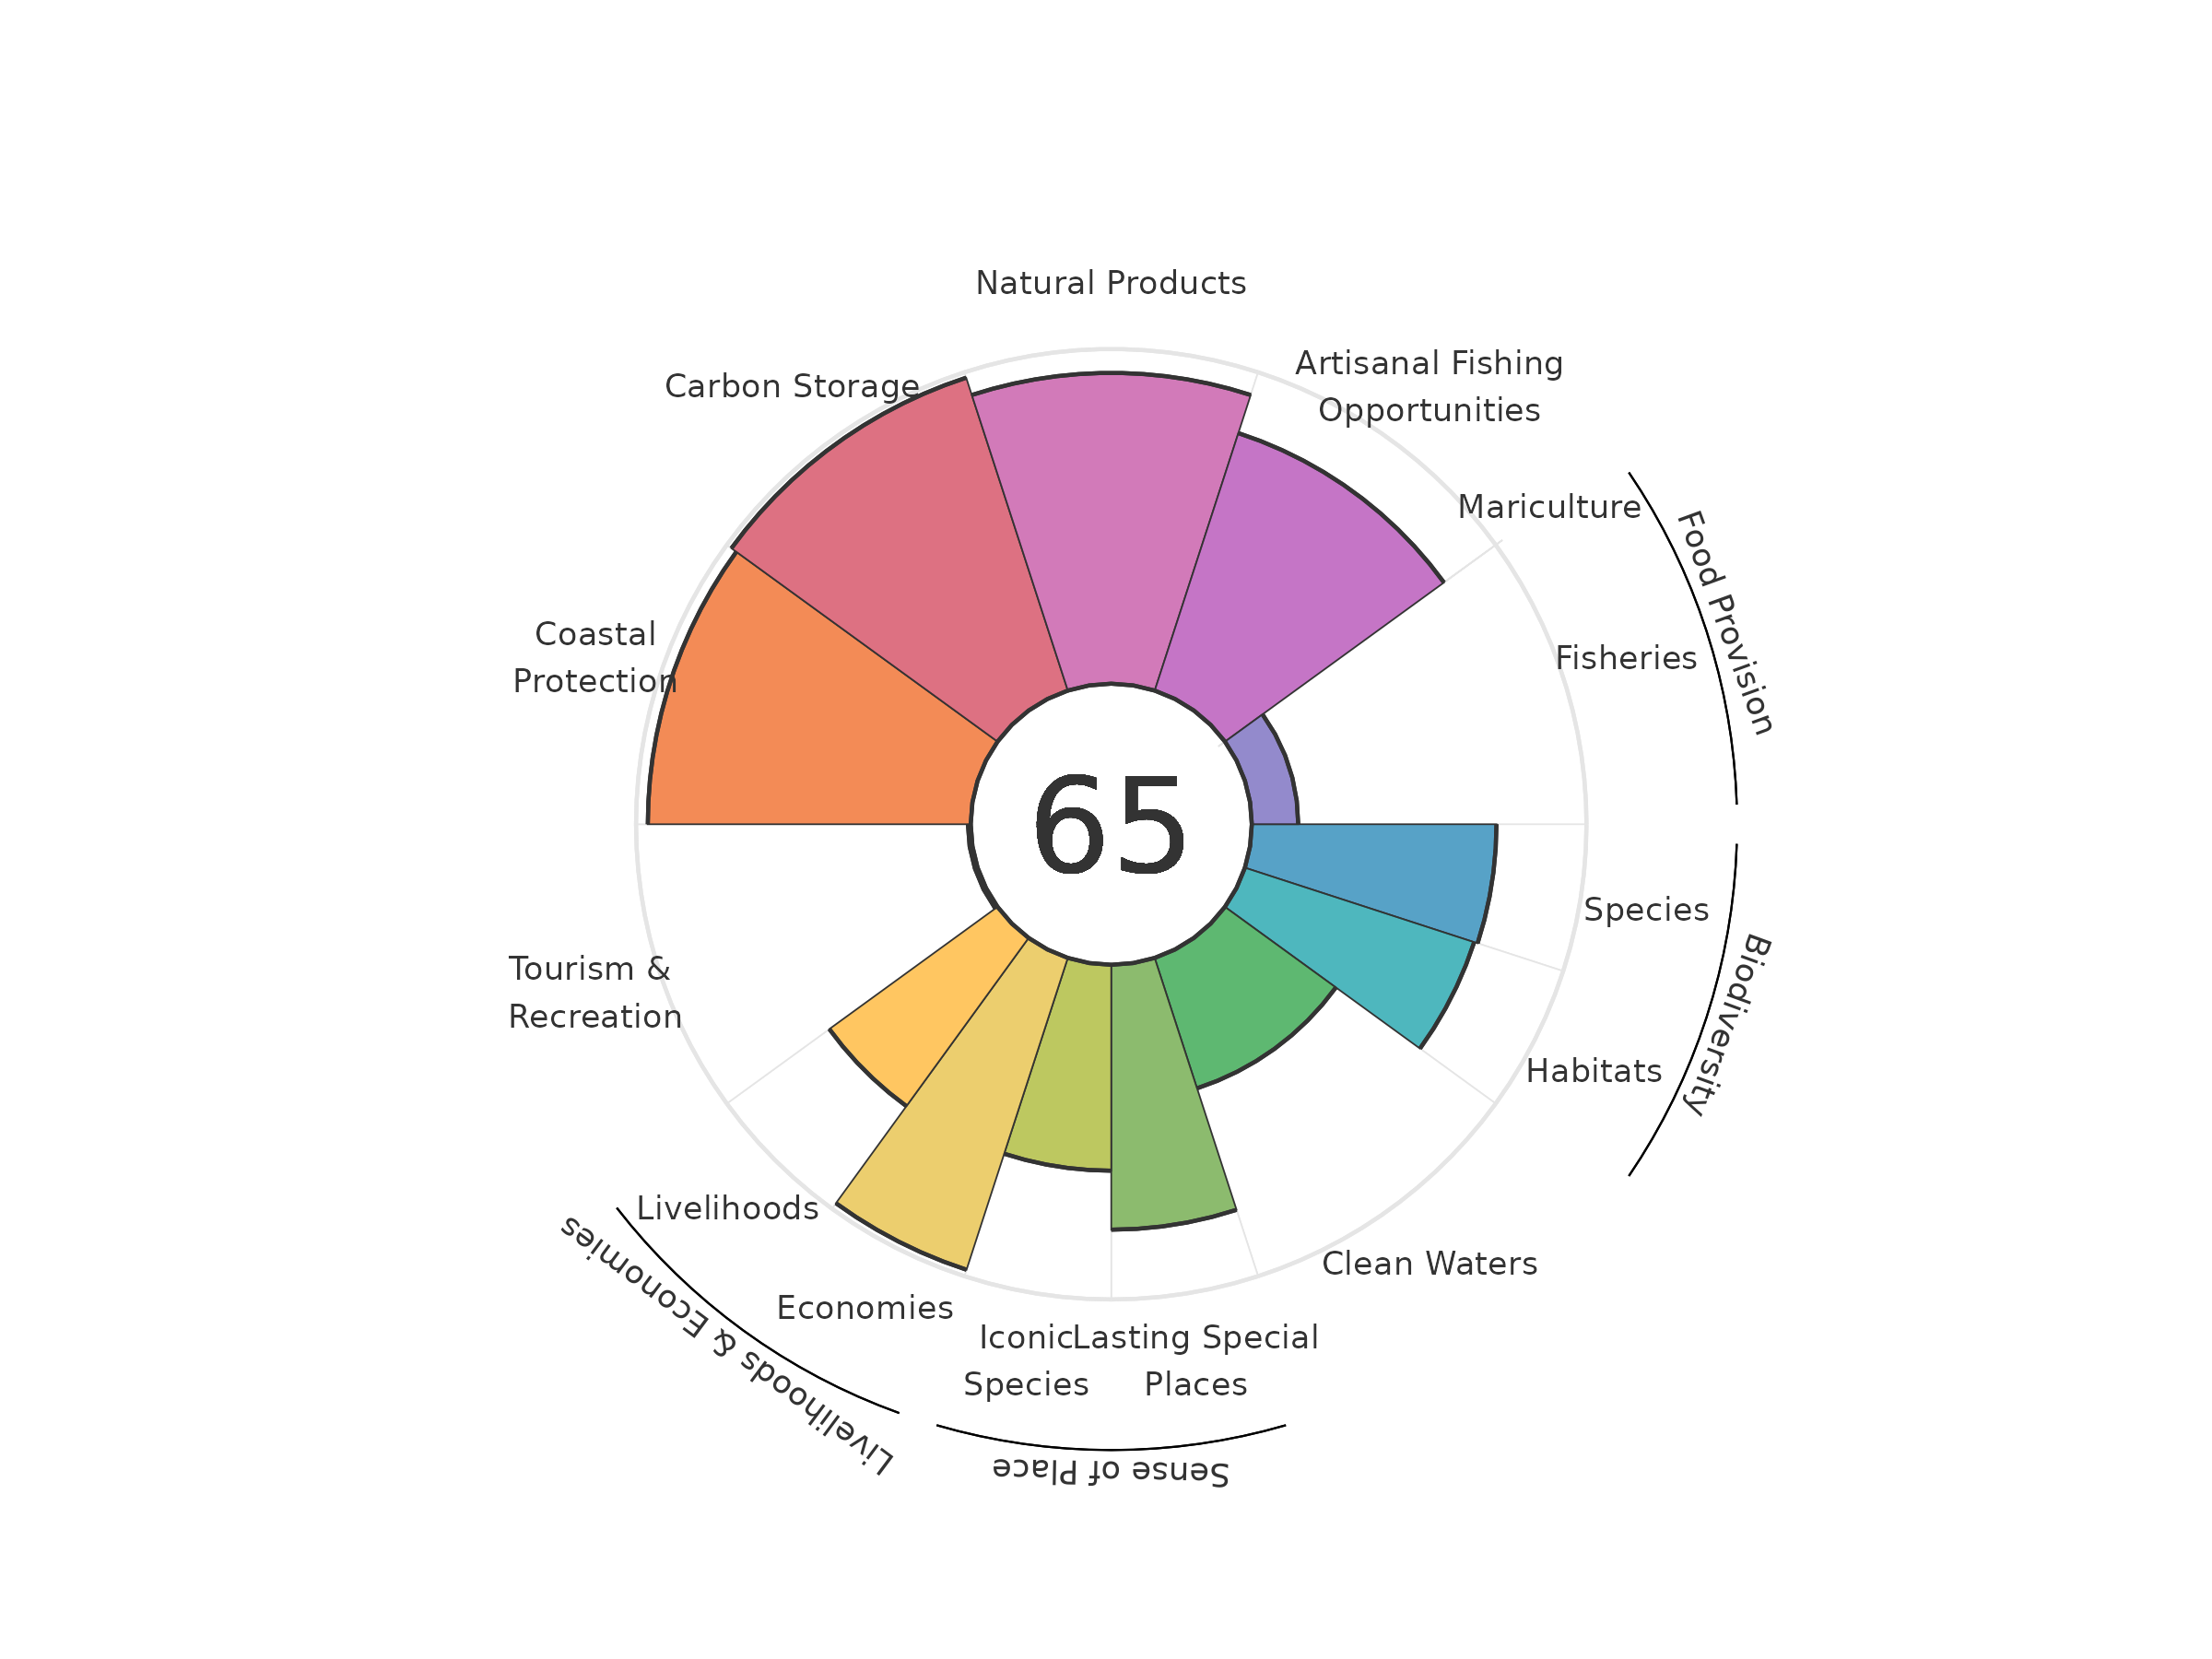 Natural Products
Artisanal Fishing
Opportunities
Carbon Storage
Mariculture
Food Provision
Coastal
Protection
Fisheries
65
Species
Biodiversity
Tourism &
Recreation
Habitats
Livelihoods
Clean Waters
Economies
Livelihoods & Economies
Iconic
Species
Lasting Special
Places
Sense of Place